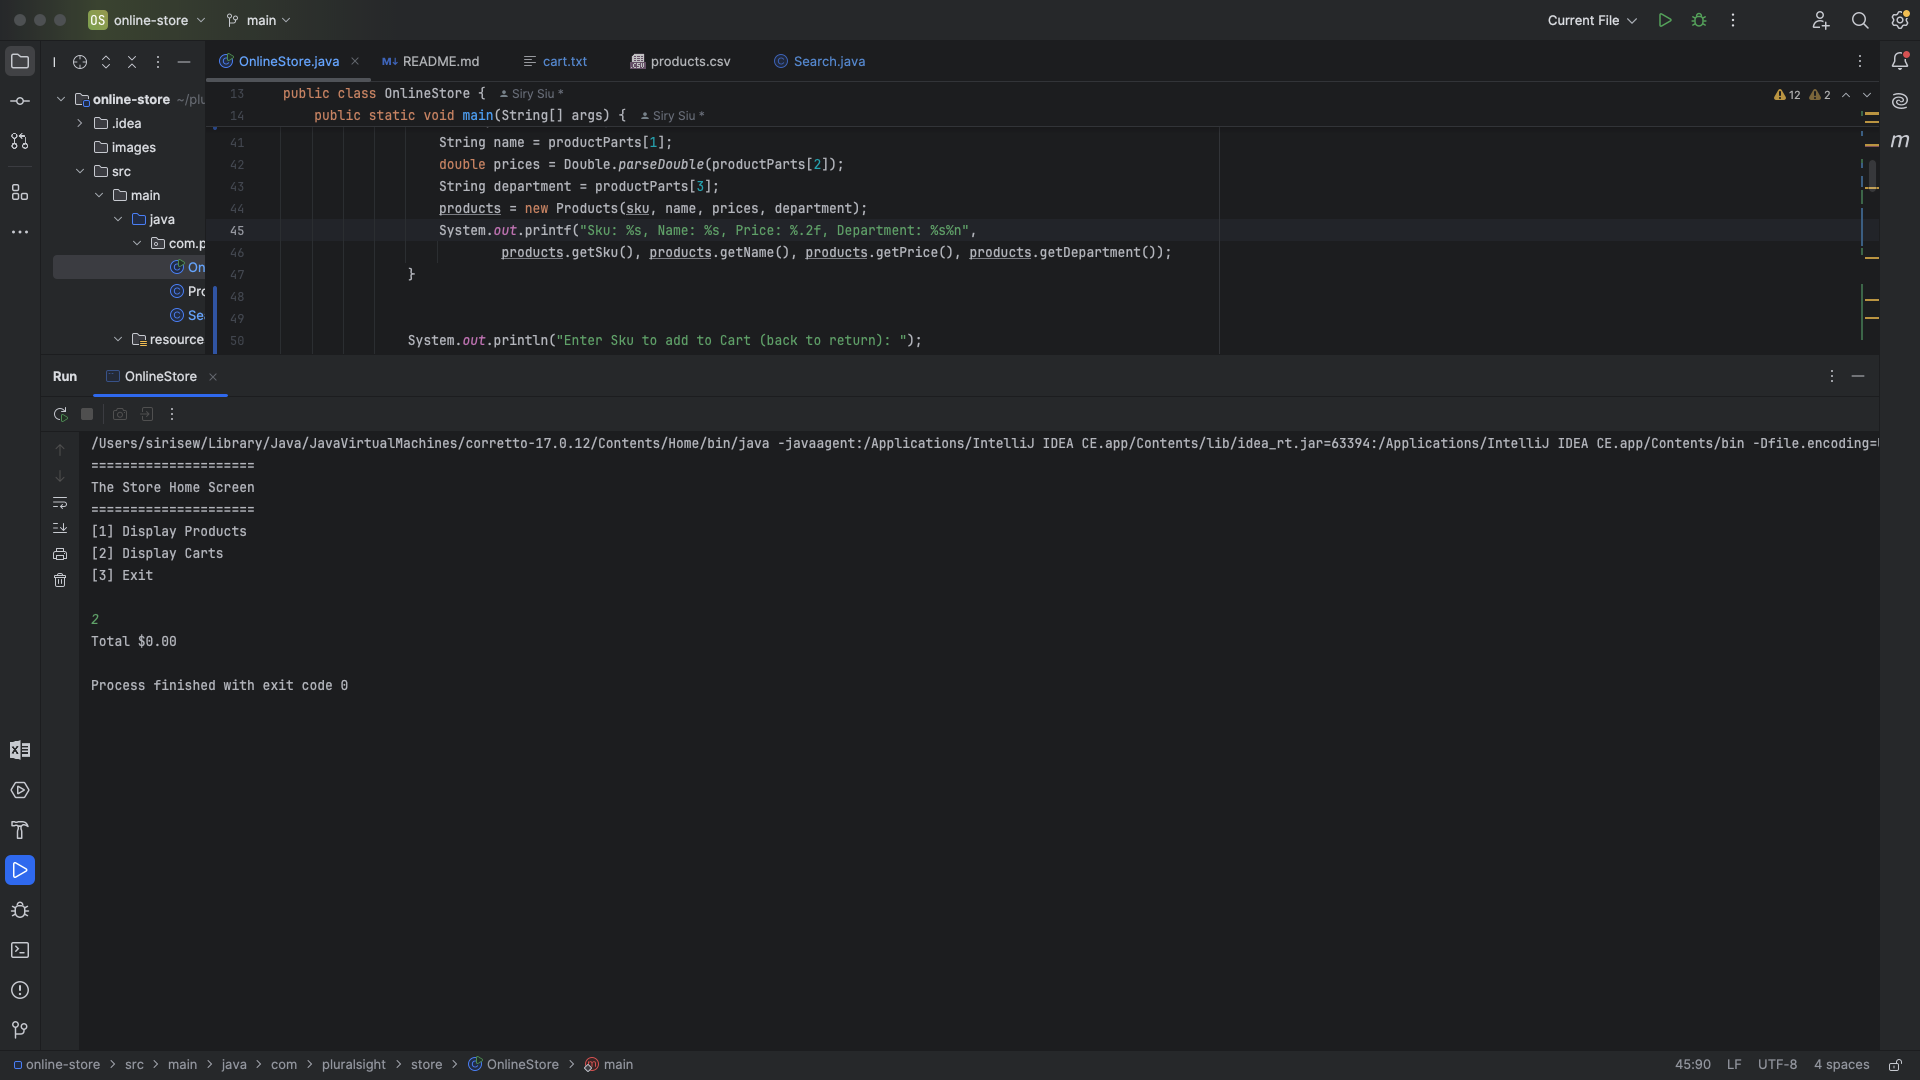 OS online-store main Current File
OnlineStore.java README.md cart.txt products.csv Search.java
online-store ~/plu
.idea
images
src
main
java
com.p
On
Pro
Sea
resource
13 public class OnlineStore { Siry Siu *
14 public static void main(String[] args) { Siry Siu *
12 2
41 String name = productParts[1];
42 double prices = Double.parseDouble(productParts[2]);
43 String department = productParts[3];
44 products = new Products(sku, name, prices, department);
45 System.out.printf("Sku: %s, Name: %s, Price: %.2f, Department: %s%n",
46 products.getSku(), products.getName(), products.getPrice(), products.getDepartment());
47 }
48
49
50 System.out.println("Enter Sku to add to Cart (back to return): ");
Run OnlineStore
/Users/sirisew/Library/Java/JavaVirtualMachines/corretto-17.0.12/Contents/Home/bin/java -javaagent:/Applications/IntelliJ IDEA CE.app/Contents/lib/idea_rt.jar=63394:/Applications/IntelliJ IDEA CE.app/Contents/bin -Dfile.encoding=
=====================
The Store Home Screen
=====================
[1] Display Products
[2] Display Carts
[3] Exit
2
Total $0.00
Process finished with exit code 0
online-store > src > main > java > com > pluralsight > store > OnlineStore > main
45:90 LF UTF-8 4 spaces